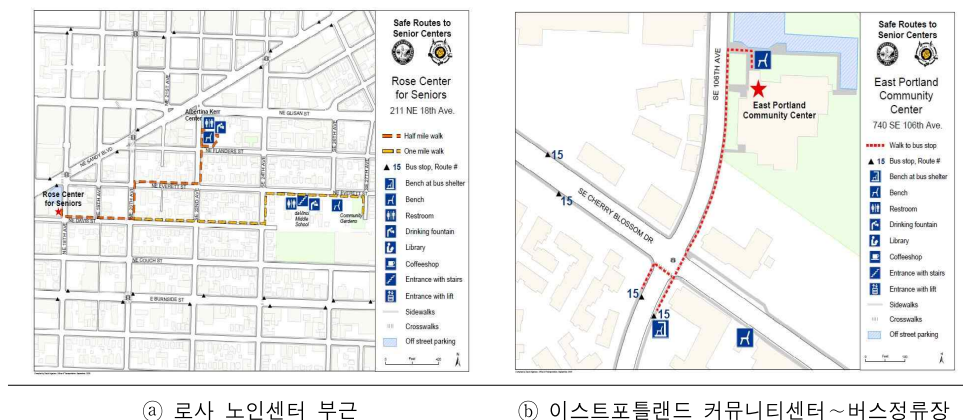 Safe Routes to
Senior Centers
Rose Center
for Seniors
211 NE 18th Ave.
Half mile walk
One mile walk
15 Bus stop, Route #
Bench at bus shelter
Bench
Restroom
Drinking fountain
Library
Coffeeshop
Entrance with stairs
Entrance with lift
Sidewalks
Crosswalks
Off street parking
Albertina Kerr
Center
NE GLISAN ST
NE FLANDERS ST
NE SANDY BLVD.
NE EVERETT ST
NE EVERETT ST
Rose Center
for Seniors
daVinci
Middle
School
Community
Gardens
NE DAVIS ST
NE COUCH ST
E BURNSIDE ST
Safe Routes to
Senior Centers
East Portland
Community
Center
740 SE 106th Ave.
Walk to bus stop
15 Bus stop, Route #
Bench at bus shelter
Bench
Restroom
Drinking fountain
Library
Coffeeshop
Entrance with stairs
Entrance with lift
Sidewalks
Crosswalks
Off street parking
SE 106TH AVE
East Portland
Community Center
15
15
SE CHERRY BLOSSOM DR
15
15
ⓐ 로사 노인센터 부근
ⓑ 이스트포틀랜드 커뮤니티센터~버스정류장